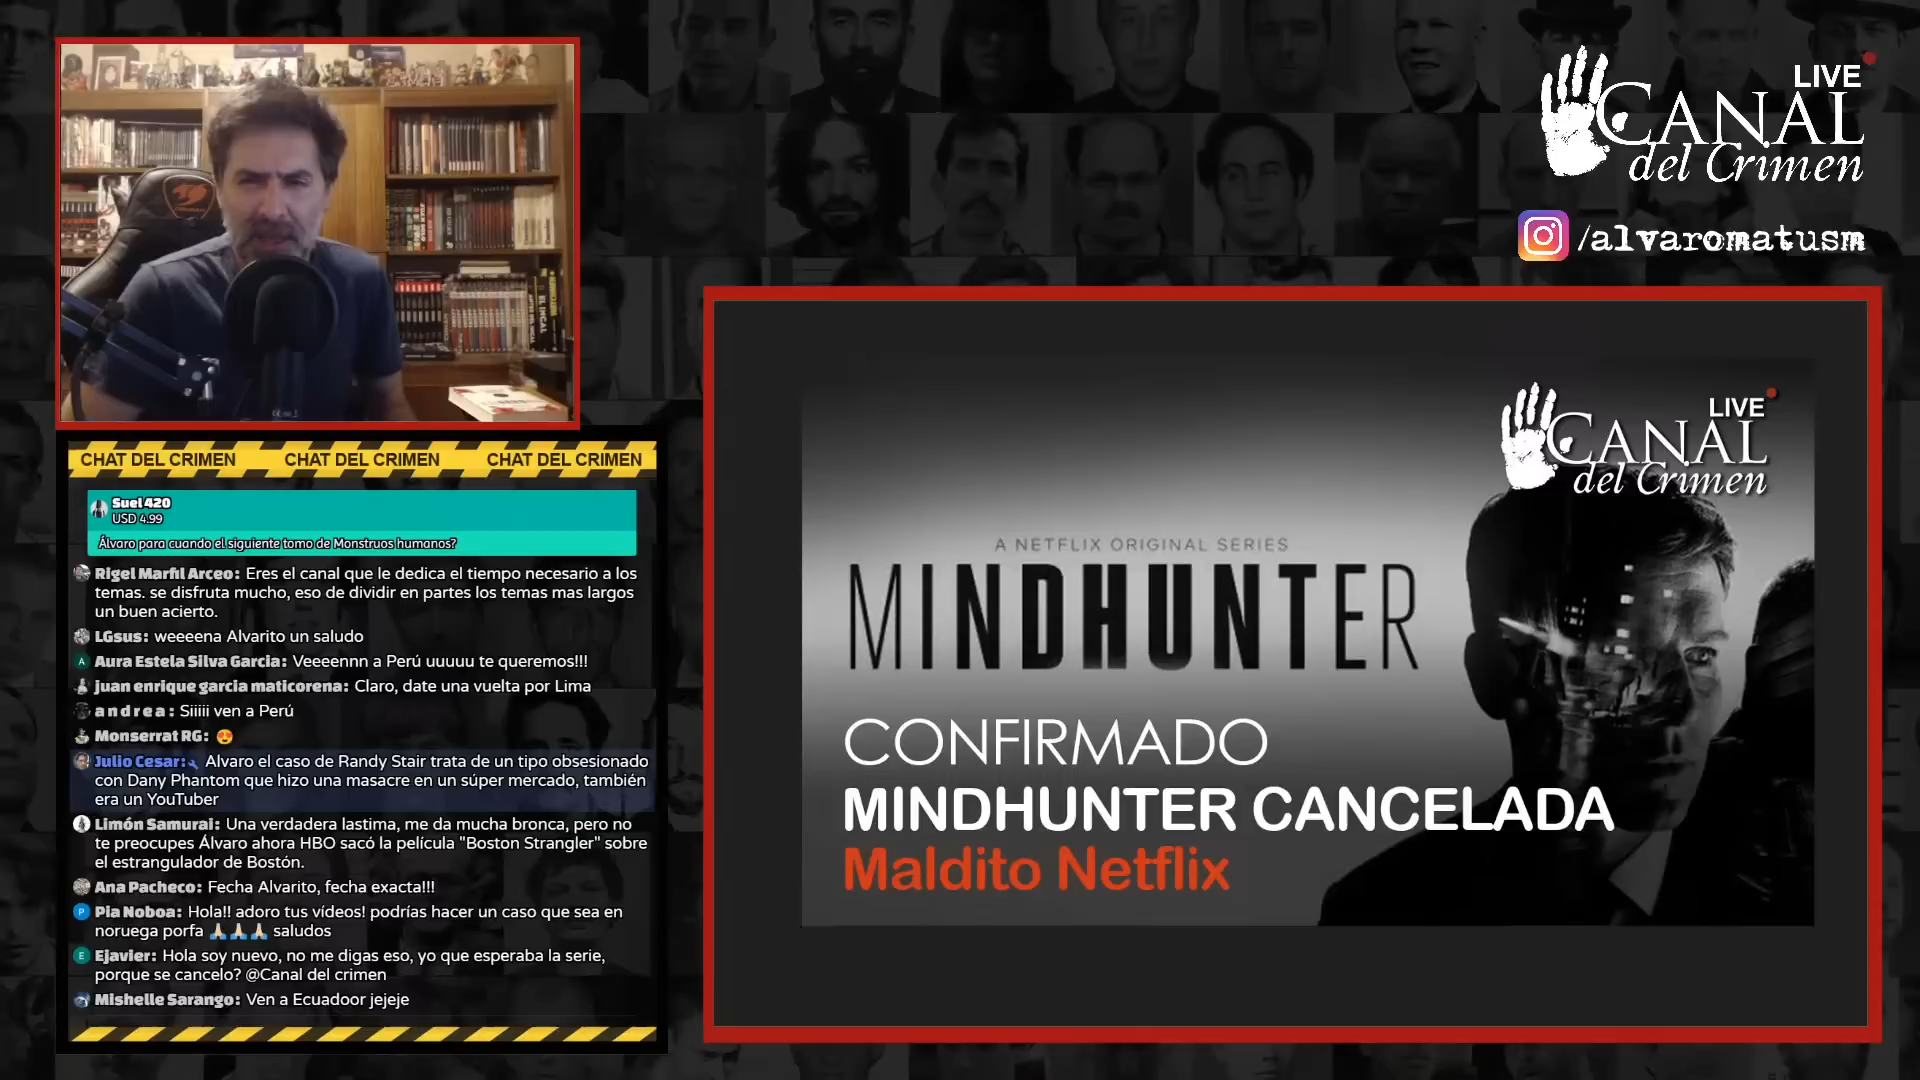 LIVE
CANAL
del Crimen
/alvaromatusm
CHAT DEL CRIMEN CHAT DEL CRIMEN CHAT DEL CRIMEN
Suel 420
USD 4.99
Álvaro para cuando el siguiente tomo de Monstruos humanos?
Rigel Marfil Arceo: Eres el canal que le dedica el tiempo necesario a los
temas. se disfruta mucho, eso de dividir en partes los temas mas largos
un buen acierto.
LGsus: weeeena Alvarito un saludo
A Aura Estela Silva Garcia: Veeeennn a Perú uuuuu te queremos!!!
juan enrique garcia maticorena: Claro, date una vuelta por Lima
a n d r e a : Siiiii ven a Perú
Monserrat RG: 😍
Julio Cesar: 🔧 Alvaro el caso de Randy Stair trata de un tipo obsesionado
con Dany Phantom que hizo una masacre en un súper mercado, también
era un YouTuber
Limón Samurai: Una verdadera lastima, me da mucha bronca, pero no
te preocupes Álvaro ahora HBO sacó la película "Boston Strangler" sobre
el estrangulador de Bostón.
Ana Pacheco: Fecha Alvarito, fecha exacta!!!
P Pia Noboa: Hola!! adoro tus vídeos! podrías hacer un caso que sea en
noruega porfa 🙏🏼🙏🏼🙏🏼 saludos
E Ejavier: Hola soy nuevo, no me digas eso, yo que esperaba la serie,
porque se cancelo? @Canal del crimen
Mishelle Sarango: Ven a Ecuadoor jejeje
LIVE
CANAL
del Crimen
A NETFLIX ORIGINAL SERIES
MINDHUNTER
CONFIRMADO
MINDHUNTER CANCELADA
Maldito Netflix
EL INCAL